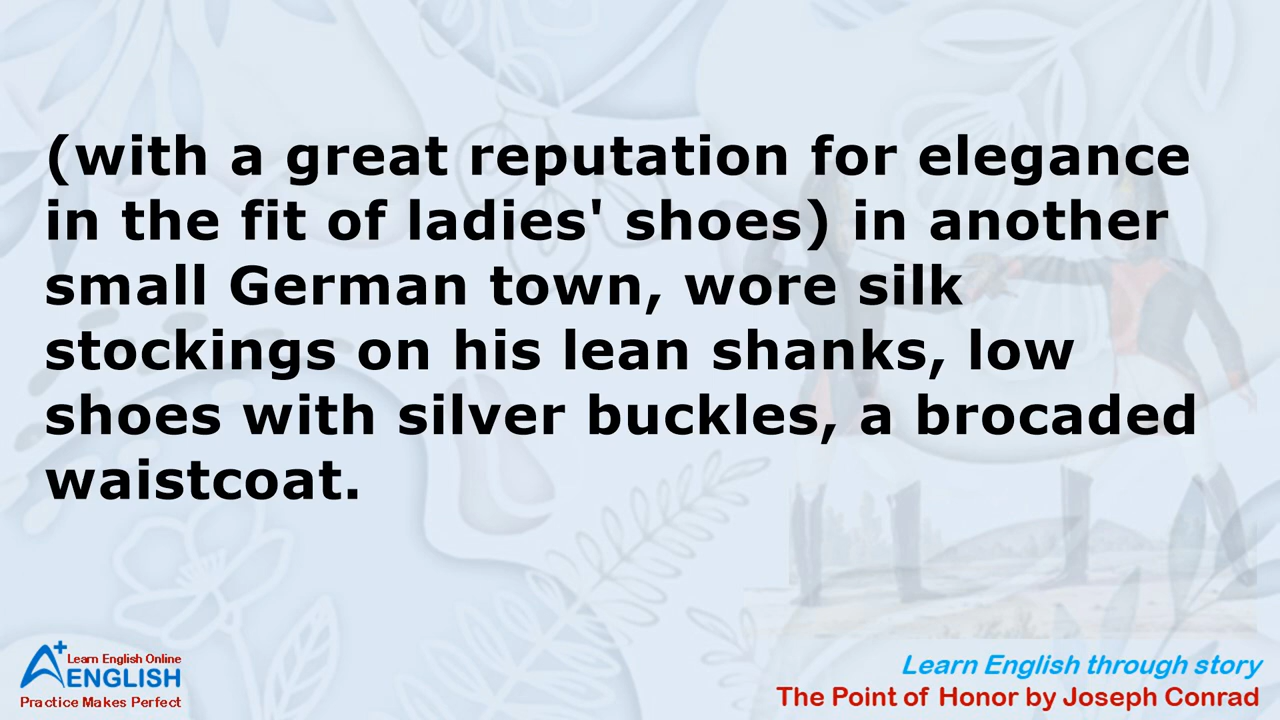 (with a great reputation for elegance
in the fit of ladies' shoes) in another
small German town, wore silk
stockings on his lean shanks, low
shoes with silver buckles, a brocaded
waistcoat.
A+ Learn English Online
ENGLISH
Practice Makes Perfect
Learn English through story
The Point of Honor by Joseph Conrad